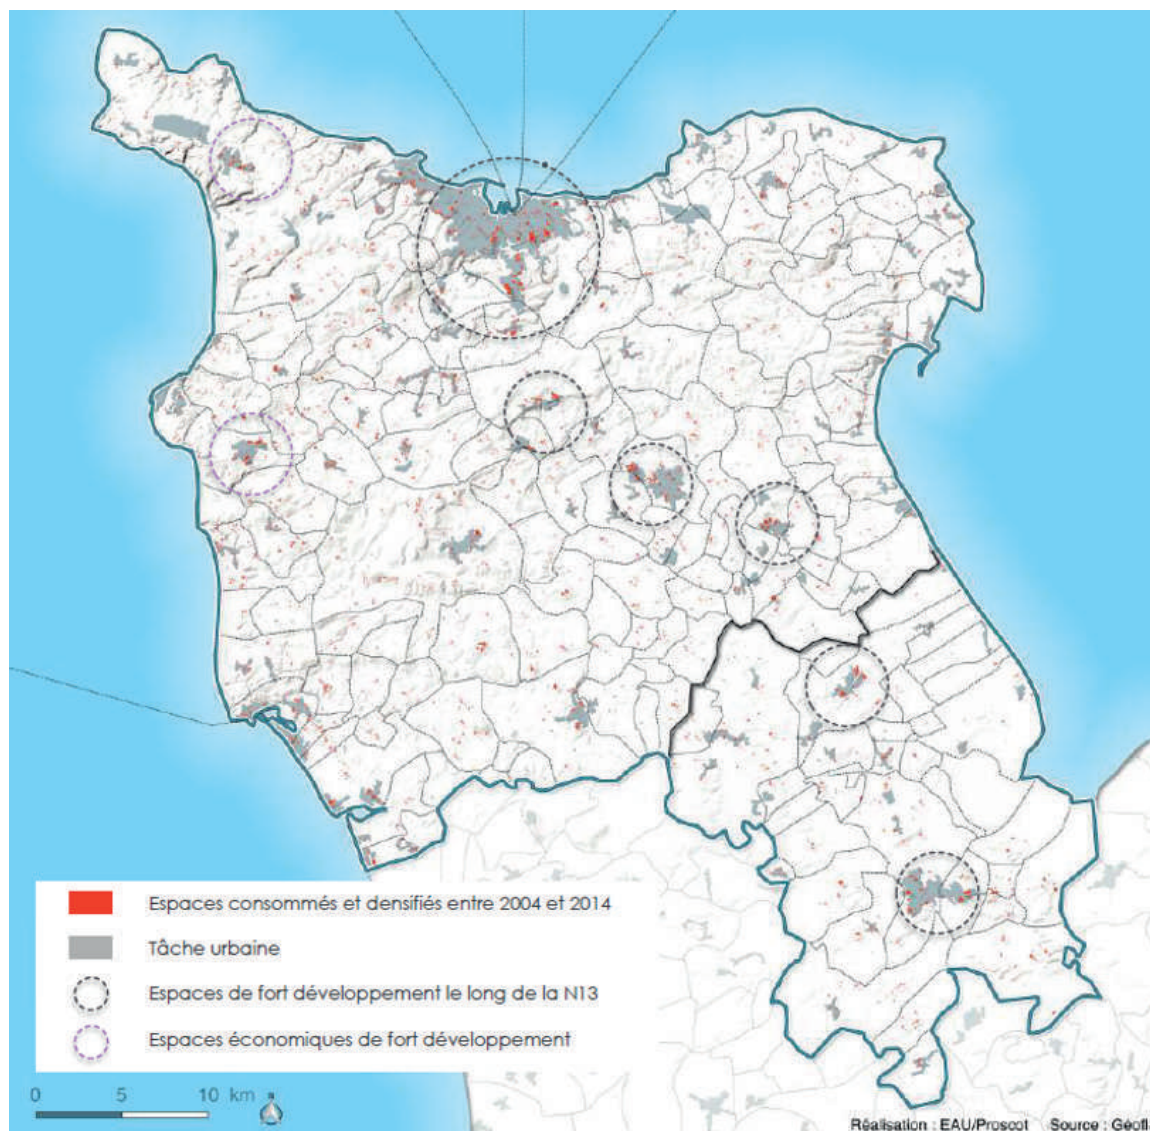 Espaces consommés et densifiés entre 2004 et 2014
Tâche urbaine
Espaces de fort développement le long de la N13
Espaces économiques de fort développement
0 5 10 km
N
Réalisation : EAU/Proscot Source : Géofl